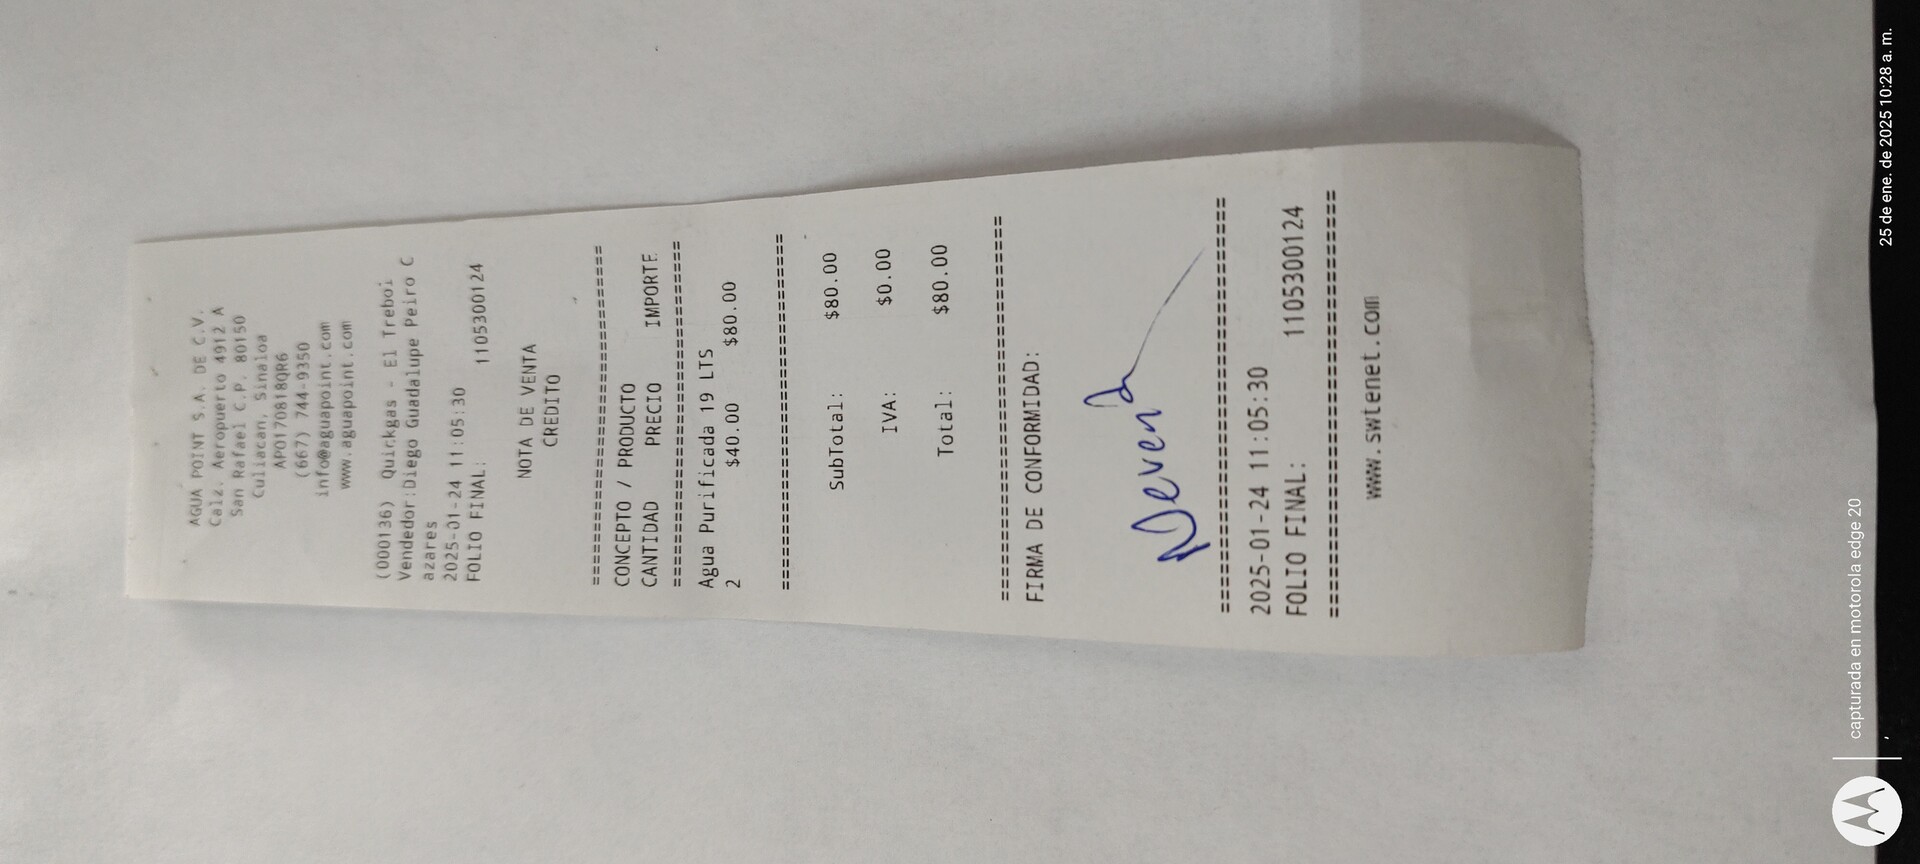 AGUA POINT S.A. DE C.V.
Calz. Aeropuerto 4912 A
San Rafael C.P. 80150
Culiacan, Sinaloa
APO170818QR6
(667) 744-9350
info@aguapoint.com
www.aguapoint.com
(000136) Quickgas - El Trebol
Vendedor:Diego Guadalupe Peiro C
azares
2025-01-24 11:05:30
FOLIO FINAL: 1105300124
NOTA DE VENTA
CREDITO
================================
CONCEPTO / PRODUCTO
CANTIDAD PRECIO IMPORTE
================================
Agua Purificada 19 LTS
2 $40.00 $80.00
================================
SubTotal: $80.00
IVA: $0.00
Total: $80.00
================================
FIRMA DE CONFORMIDAD:
================================
2025-01-24 11:05:30
FOLIO FINAL: 1105300124
================================
www.swtenet.com
capturada en motorola edge 20
25 de ene. de 2025 10:28 a. m.